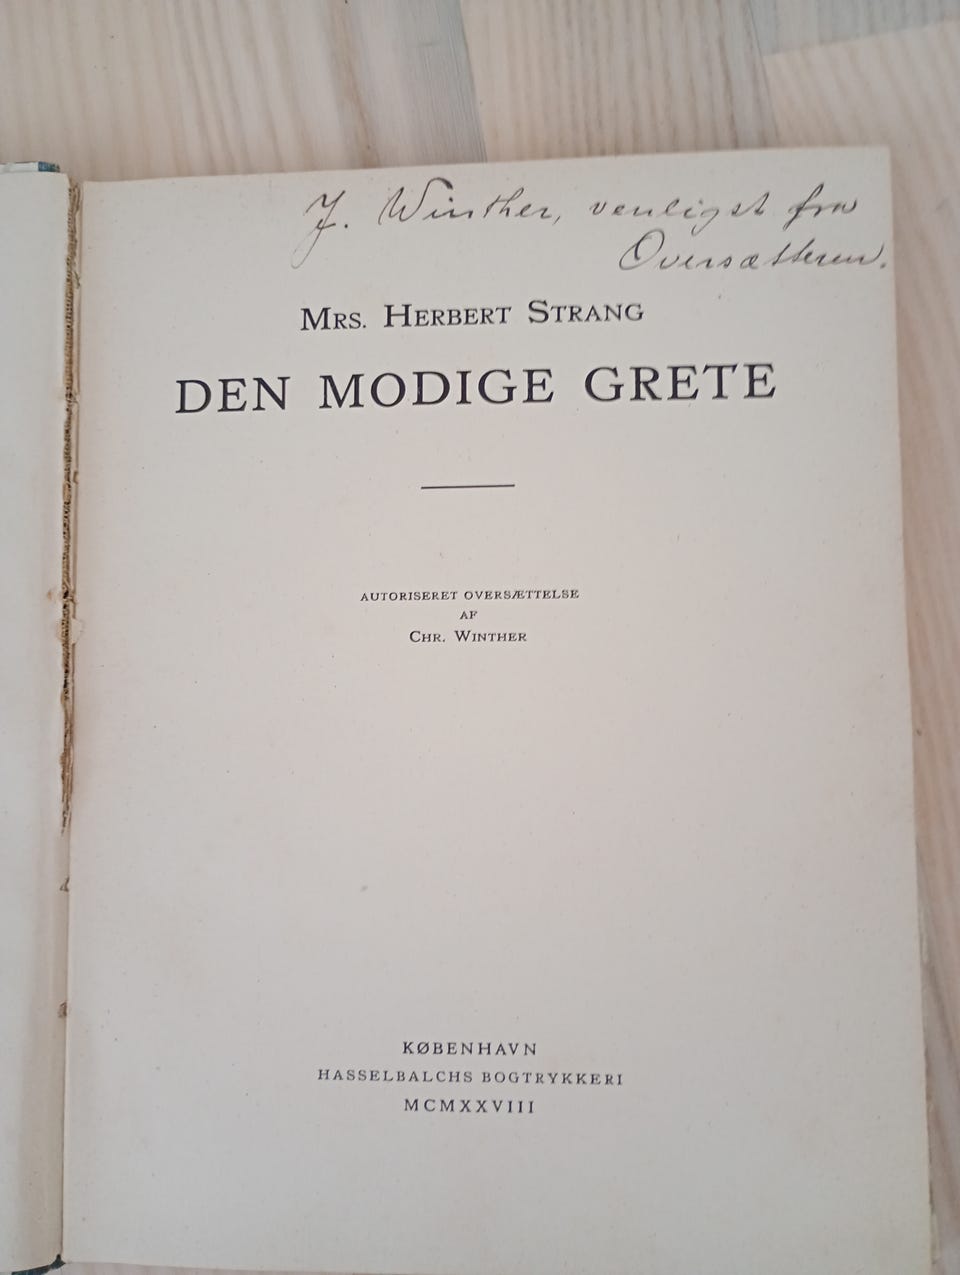 J. Winther, venligst fra
Oversætteren.
MRS. HERBERT STRANG
DEN MODIGE GRETE
AUTORISERET OVERSÆTTELSE
AF
CHR. WINTHER
KØBENHAVN
HASSELBALCHS BOGTRYKKERI
MCMXXVIII